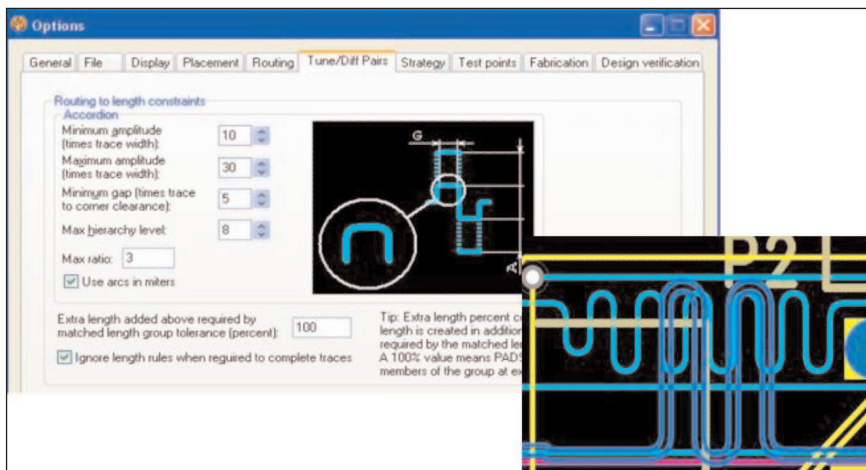 Options
General File Display Placement Routing Tune/Diff Pairs Strategy Test points Fabrication Design verification
Routing to length constraints
Accordion
Minimum amplitude
(times trace width):
10
Maximum amplitude
(times trace width):
30
Minimum gap (times trace
to corner clearance):
5
Max hierarchy level:
8
Max ratio: 3
Use arcs in miters
G
A
Extra length added above required by
matched length group tolerance (percent):
100
Ignore length rules when required to complete traces
Tip: Extra length percent
length is created in addition
required by the matched
A 100% value means PADS
members of the group at
P2